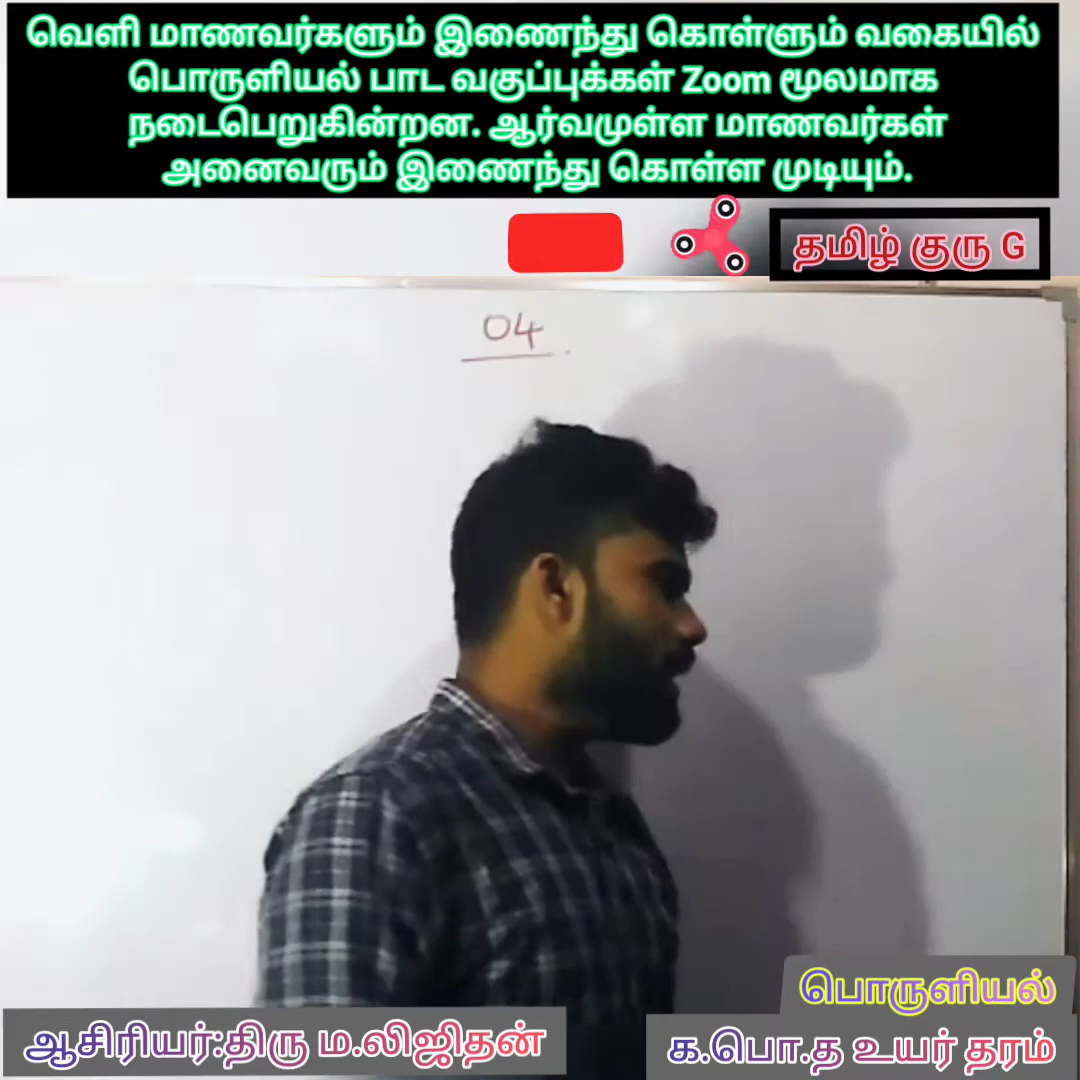 வெளி மாணவர்களும் இணைந்து கொள்ளும் வகையில்
பொருளியல் பாட வகுப்புக்கள் Zoom மூலமாக
நடைபெறுகின்றன. ஆர்வமுள்ள மாணவர்கள்
அனைவரும் இணைந்து கொள்ள முடியும்.
தமிழ் குரு G
04
பொருளியல்
ஆசிரியர்:திரு ம.லிஜிதன்
க.பொ.த உயர் தரம்